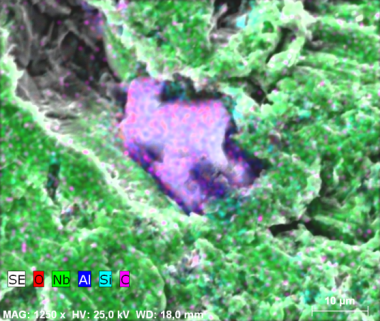 SE O Nb Al Si C
10 µm
MAG: 1250 x HV: 25,0 kV WD: 18,0 mm